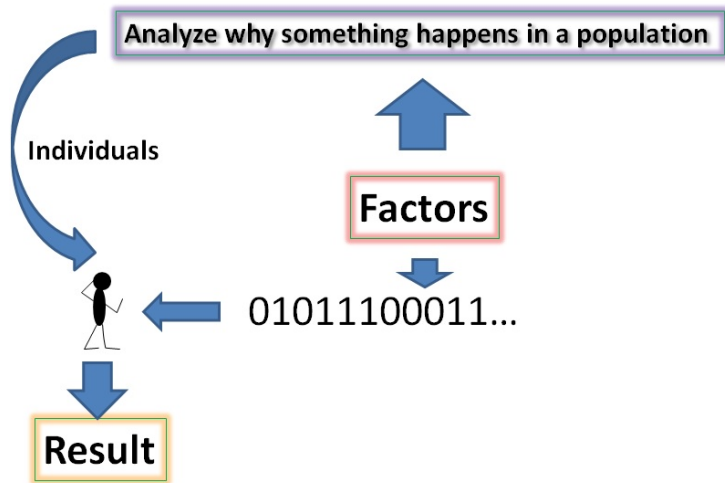 Analyze why something happens in a population
Individuals
Factors
01011100011...
Result